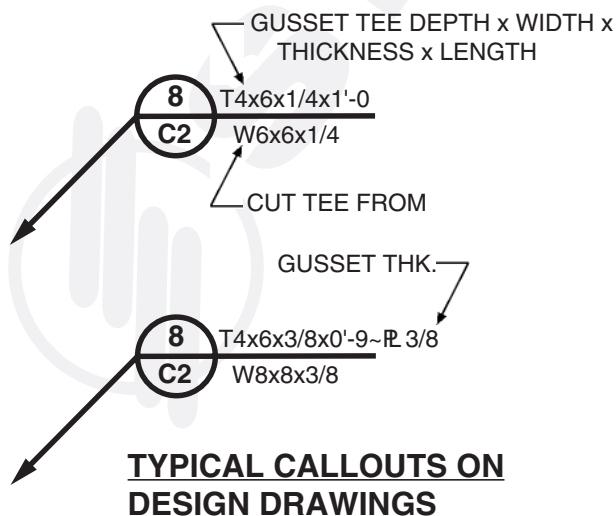 GUSSET TEE DEPTH x WIDTH x
THICKNESS x LENGTH
8
T4x6x1/4x1'-0
C2
W6x6x1/4
CUT TEE FROM
GUSSET THK.
8
T4x6x3/8x0'-9~PL 3/8
C2
W8x8x3/8
TYPICAL CALLOUTS ON
DESIGN DRAWINGS